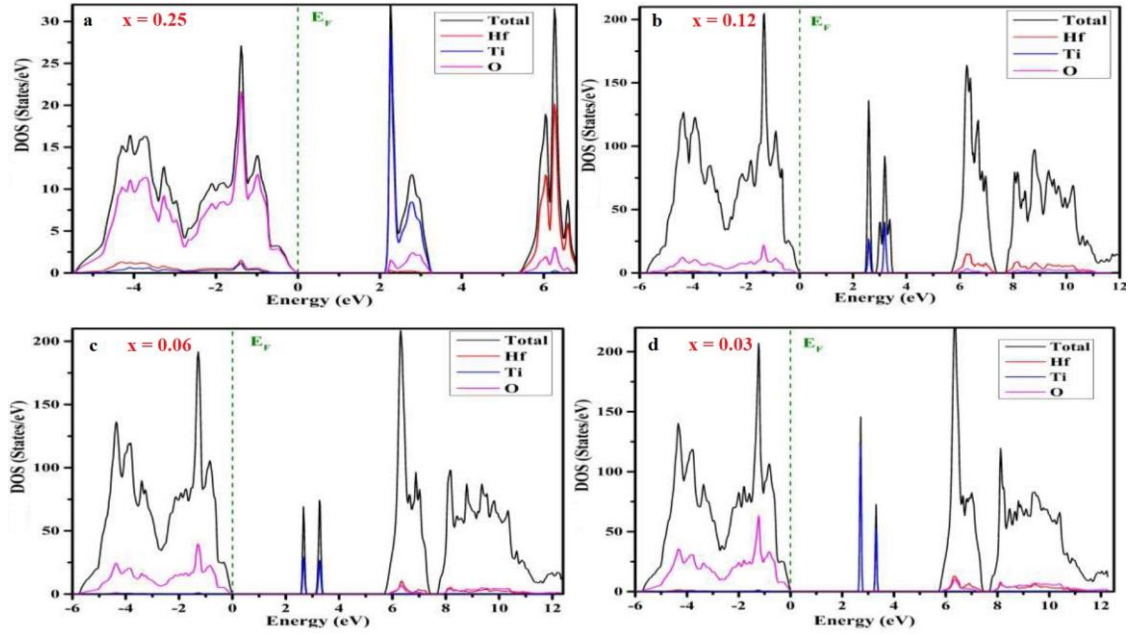 a
x = 0.25
E_F
Total
Hf
Ti
O
DOS (States/eV)
30
25
20
15
10
5
0
-4
-2
0
2
4
6
Energy (eV)
b
x = 0.12
E_F
Total
Hf
Ti
O
DOS (States/eV)
200
150
100
50
0
-6
-4
-2
0
2
4
6
8
10
12
Energy (eV)
c
x = 0.06
E_F
Total
Hf
Ti
O
DOS (States/eV)
200
150
100
50
0
-6
-4
-2
0
2
4
6
8
10
12
Energy (eV)
d
x = 0.03
E_F
Total
Hf
Ti
O
DOS (States/eV)
200
150
100
50
0
-6
-4
-2
0
2
4
6
8
10
12
Energy (eV)